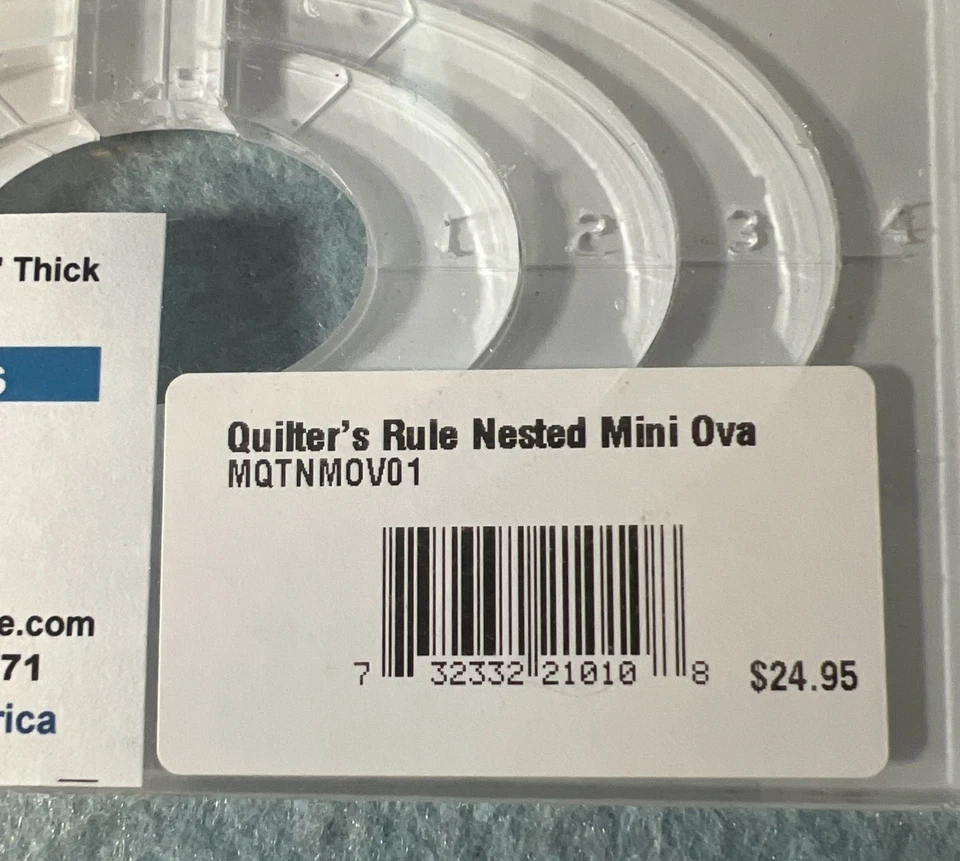 1 2 3 4
" Thick
s
Quilter's Rule Nested Mini Ova
MQTNMOV01
7 32332 21010 8
$24.95
e.com
71
rica